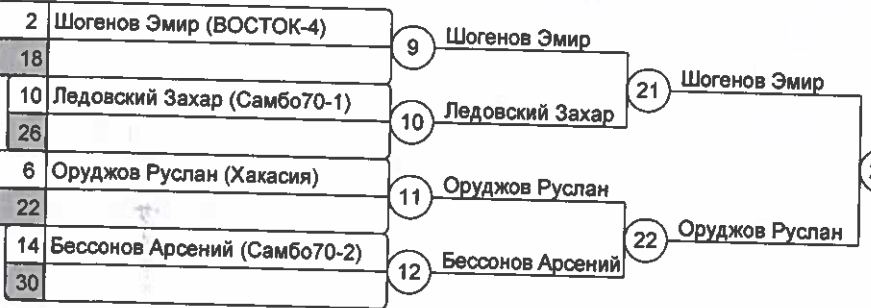 2 Шогенов Эмир (ВОСТОК-4)
18
9 Шогенов Эмир
10 Ледовский Захар (Самбо70-1)
26
10 Ледовский Захар
21 Шогенов Эмир
6 Оруджов Руслан (Хакасия)
22
11 Оруджов Руслан
14 Бессонов Арсений (Самбо70-2)
30
12 Бессонов Арсений
22 Оруджов Руслан